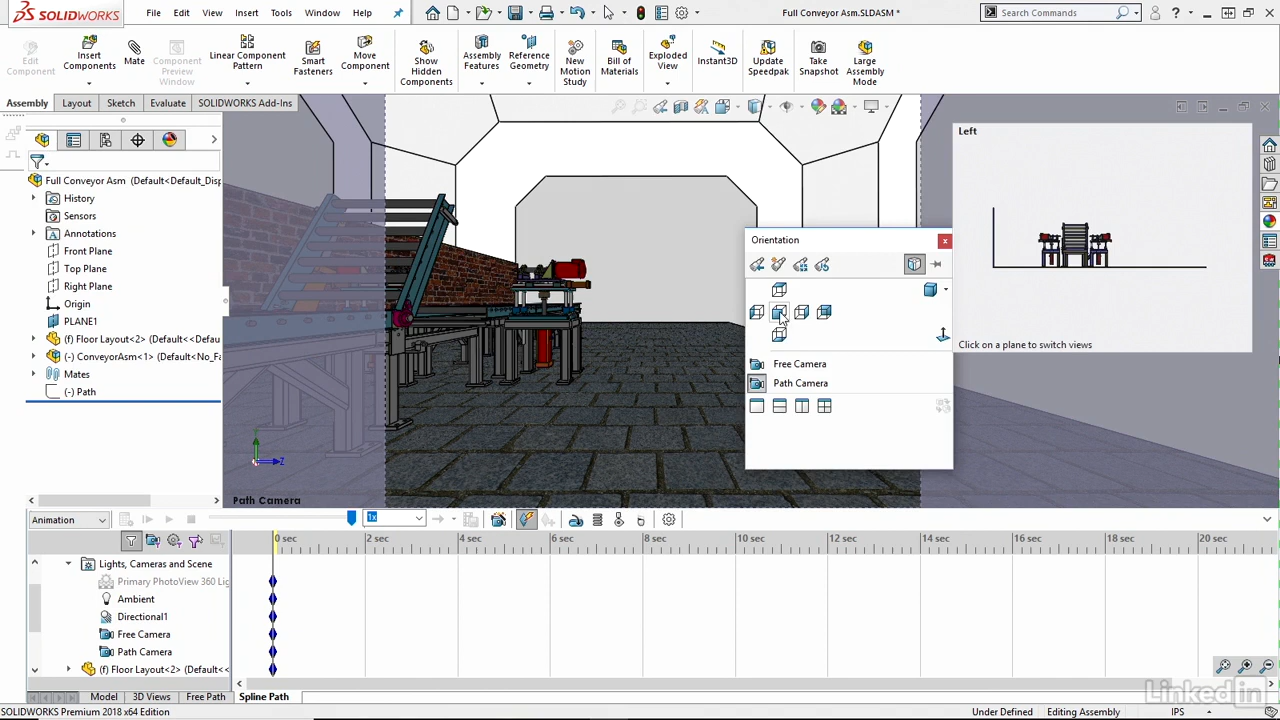 SOLIDWORKS
File Edit View Insert Tools Window Help
Full Conveyor Asm.SLDASM *
Search Commands
Edit Component
Insert Components
Mate
Component Preview Window
Linear Component Pattern
Smart Fasteners
Move Component
Show Hidden Components
Assembly Features
Reference Geometry
New Motion Study
Bill of Materials
Exploded View
Instant3D
Update Speedpak
Take Snapshot
Large Assembly Mode
Assembly Layout Sketch Evaluate SOLIDWORKS Add-Ins
Full Conveyor Asm (Default<Default_Disp
History
Sensors
Annotations
Front Plane
Top Plane
Right Plane
Origin
PLANE1
(f) Floor Layout<2> (Default<Defau
(-) ConveyorAsm<1> (Default<No_Fa
Mates
(-) Path
Y
Z
Path Camera
Left
Click on a plane to switch views
Orientation
Free Camera
Path Camera
Animation
1x
0 sec 2 sec 4 sec 6 sec 8 sec 10 sec 12 sec 14 sec 16 sec 18 sec 20 sec
Lights, Cameras and Scene
Primary PhotoView 360 Lig
Ambient
Directional1
Free Camera
Path Camera
(f) Floor Layout<2> (Default<<
Model 3D Views Free Path Spline Path
LinkedIn
SOLIDWORKS Premium 2018 x64 Edition
Under Defined Editing Assembly IPS